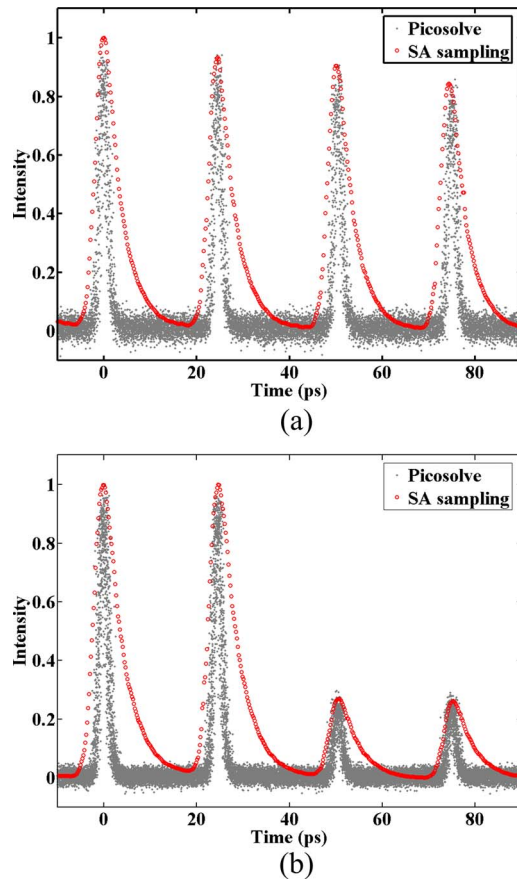 Picosolve
SA sampling
1
0.8
0.6
0.4
0.2
0
Intensity
0
20
40
60
80
Time (ps)
(a)
Picosolve
SA sampling
1
0.8
0.6
0.4
0.2
0
Intensity
0
20
40
60
80
Time (ps)
(b)